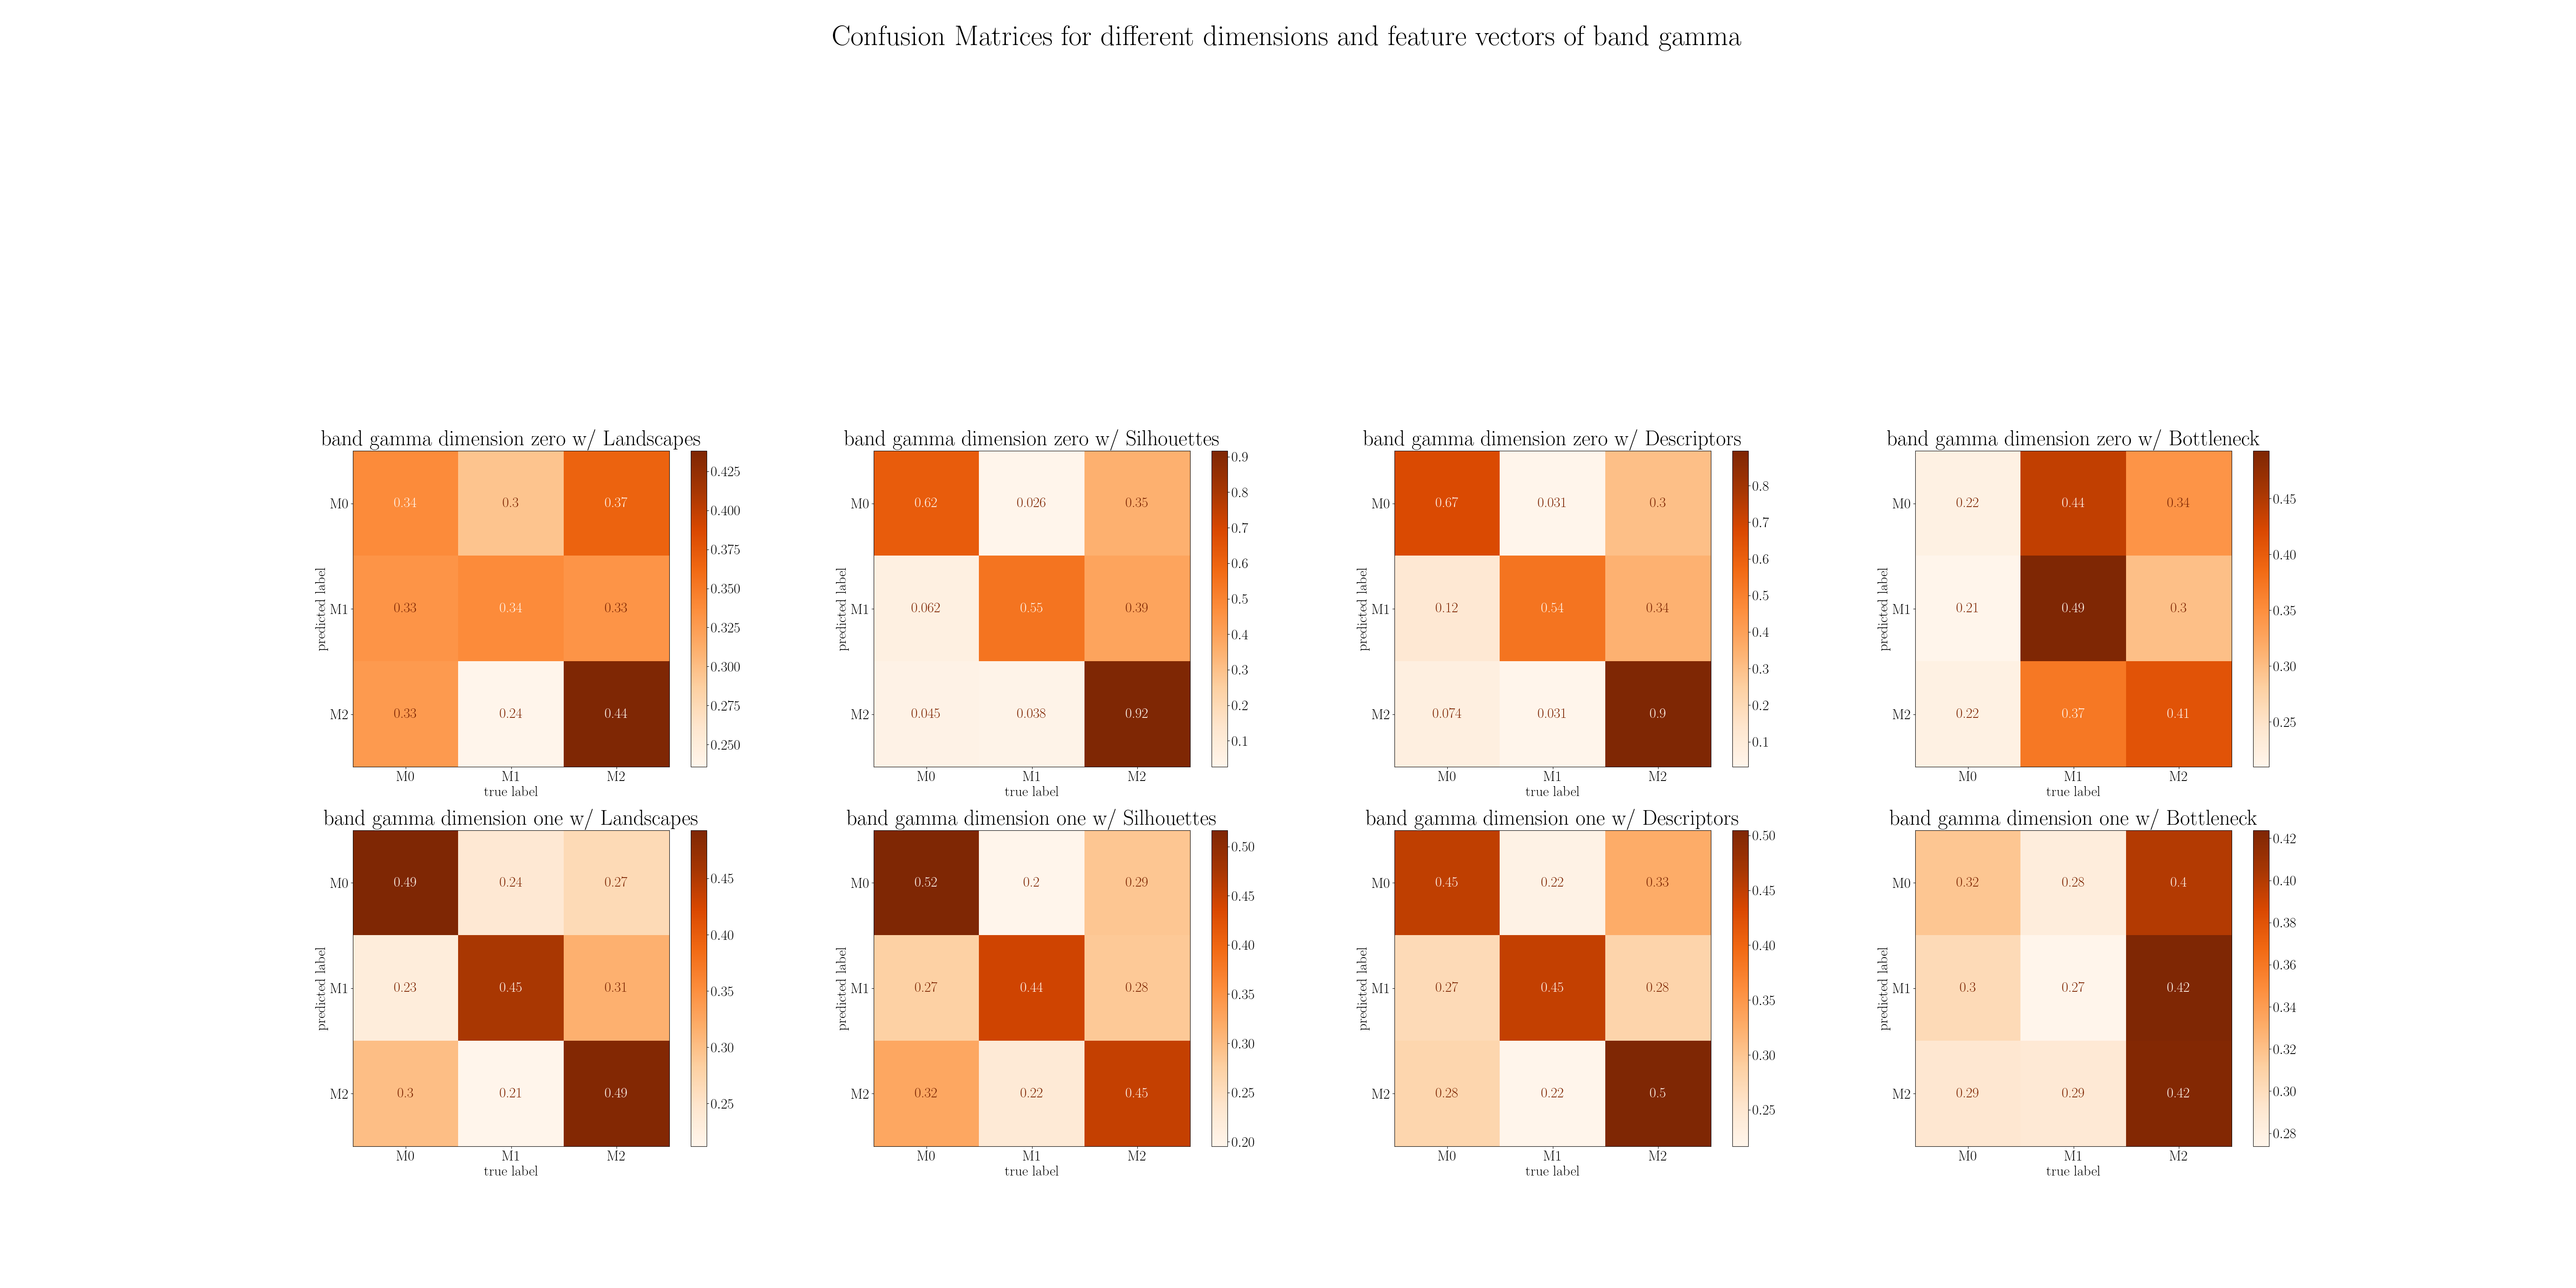 Confusion Matrices for different dimensions and feature vectors of band gamma
band gamma dimension zero w/ Landscapes
predicted label
M0 0.34 0.3 0.37
M1 0.33 0.34 0.33
M2 0.33 0.24 0.44
M0 M1 M2
true label
0.425
0.400
0.375
0.350
0.325
0.300
0.275
0.250
band gamma dimension zero w/ Silhouettes
predicted label
M0 0.62 0.026 0.35
M1 0.062 0.55 0.39
M2 0.045 0.038 0.92
M0 M1 M2
true label
0.9
0.8
0.7
0.6
0.5
0.4
0.3
0.2
0.1
band gamma dimension zero w/ Descriptors
predicted label
M0 0.67 0.031 0.3
M1 0.12 0.54 0.34
M2 0.074 0.031 0.9
M0 M1 M2
true label
0.8
0.7
0.6
0.5
0.4
0.3
0.2
0.1
band gamma dimension zero w/ Bottleneck
predicted label
M0 0.22 0.44 0.34
M1 0.21 0.49 0.3
M2 0.22 0.37 0.41
M0 M1 M2
true label
0.45
0.40
0.35
0.30
0.25
band gamma dimension one w/ Landscapes
predicted label
M0 0.49 0.24 0.27
M1 0.23 0.45 0.31
M2 0.3 0.21 0.49
M0 M1 M2
true label
0.45
0.40
0.35
0.30
0.25
band gamma dimension one w/ Silhouettes
predicted label
M0 0.52 0.2 0.29
M1 0.27 0.44 0.28
M2 0.32 0.22 0.45
M0 M1 M2
true label
0.50
0.45
0.40
0.35
0.30
0.25
0.20
band gamma dimension one w/ Descriptors
predicted label
M0 0.45 0.22 0.33
M1 0.27 0.45 0.28
M2 0.28 0.22 0.5
M0 M1 M2
true label
0.50
0.45
0.40
0.35
0.30
0.25
band gamma dimension one w/ Bottleneck
predicted label
M0 0.32 0.28 0.4
M1 0.3 0.27 0.42
M2 0.29 0.29 0.42
M0 M1 M2
true label
0.42
0.40
0.38
0.36
0.34
0.32
0.30
0.28